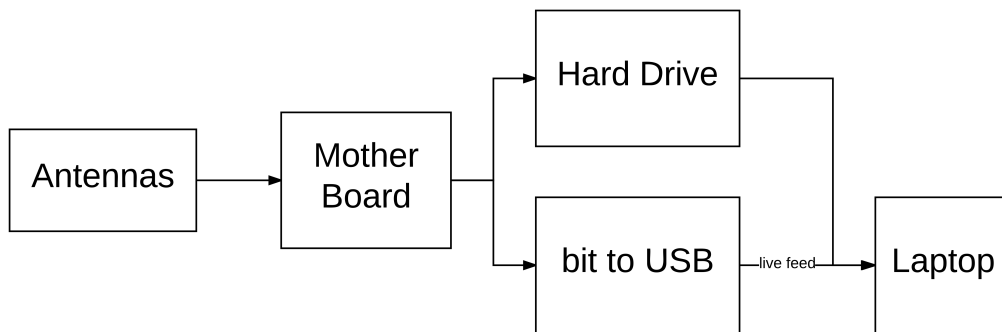 Hard Drive
Antennas
Mother
Board
bit to USB
live feed
Laptop